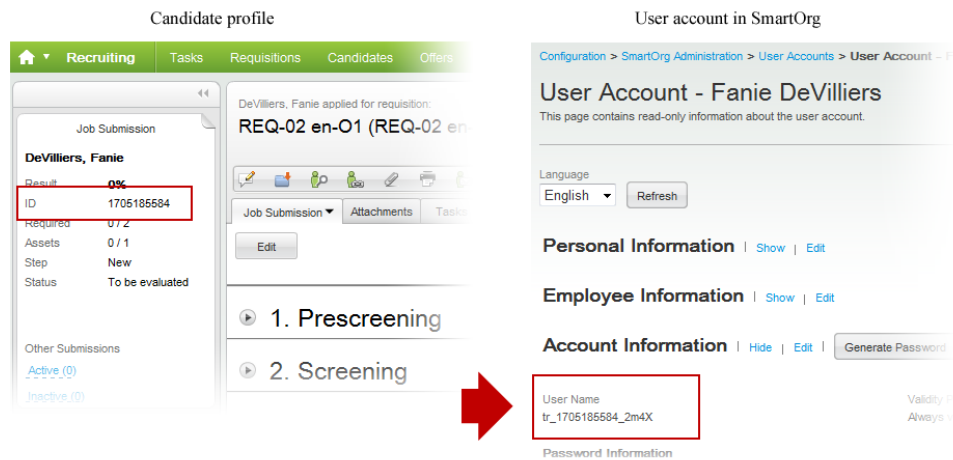 Candidate profile
User account in SmartOrg
Recruiting Tasks Requisitions Candidates Offers
Job Submission
DeVilliers, Fanie
Result 0%
ID 1705185584
Required 0 / 2
Assets 0 / 1
Step New
Status To be evaluated
Other Submissions
Active (0)
Inactive (0)
DeVilliers, Fanie applied for requisition:
REQ-02 en-O1 (REQ-02 en-
Job Submission Attachments Tasks
Edit
1. Prescreening
2. Screening
Configuration > SmartOrg Administration > User Accounts > User Account -
User Account - Fanie DeVilliers
This page contains read-only information about the user account.
Language
English Refresh
Personal Information | Show | Edit
Employee Information | Show | Edit
Account Information | Hide | Edit | Generate Password
User Name Validity
tr_1705185584_2m4X Always
Password Information